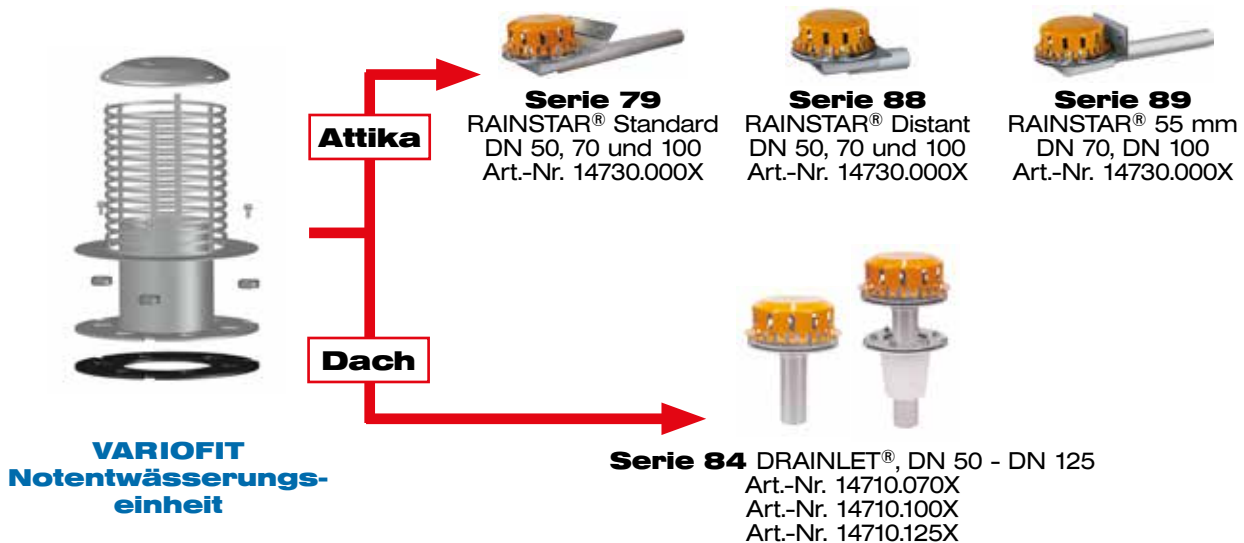 Attika
Serie 79
RAINSTAR® Standard
DN 50, 70 und 100
Art.-Nr. 14730.000X
Serie 88
RAINSTAR® Distant
DN 50, 70 und 100
Art.-Nr. 14730.000X
Serie 89
RAINSTAR® 55 mm
DN 70, DN 100
Art.-Nr. 14730.000X
Dach
VARIOFIT
Notentwässerungs-
einheit
Serie 84 DRAINLET®, DN 50 - DN 125
Art.-Nr. 14710.070X
Art.-Nr. 14710.100X
Art.-Nr. 14710.125X